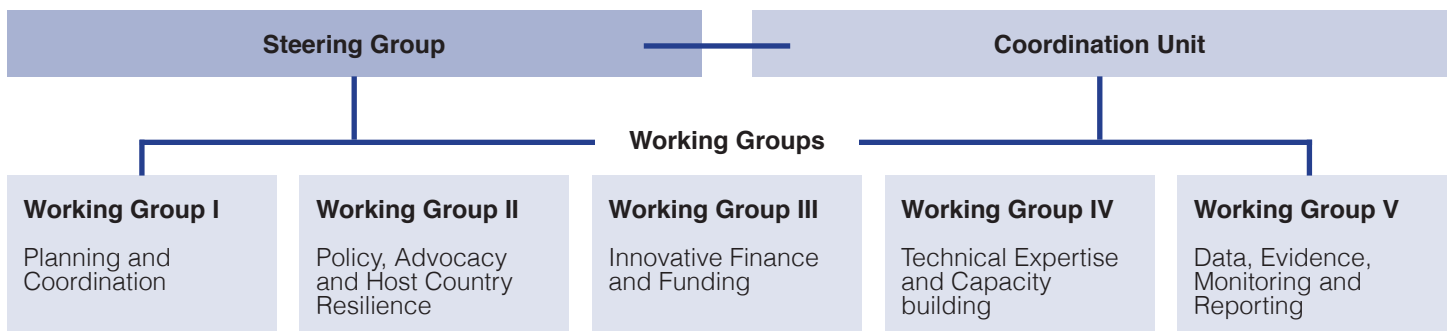 Steering Group
Coordination Unit
Working Groups
Working Group I
Planning and
Coordination
Working Group II
Policy, Advocacy
and Host Country
Resilience
Working Group III
Innovative Finance
and Funding
Working Group IV
Technical Expertise
and Capacity
building
Working Group V
Data, Evidence,
Monitoring and
Reporting